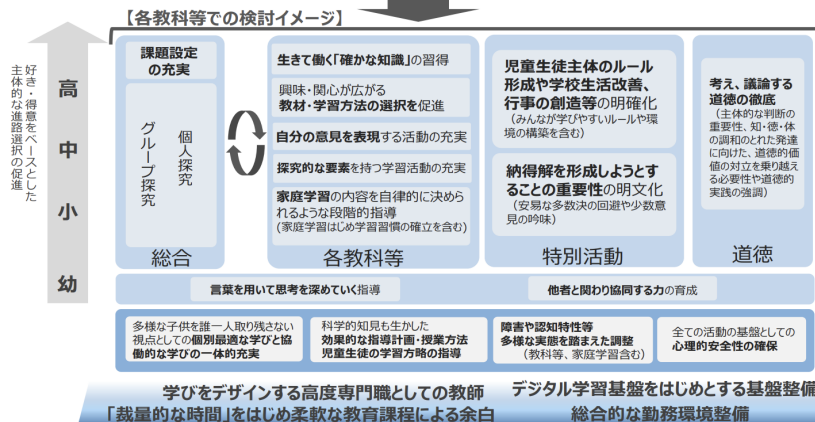 【各教科等での検討イメージ】
好き・得意をベースとした
主体的な進路選択の促進
高
中
小
幼
課題設定
の充実
個人探究
グループ探究
総合
生きて働く「確かな知識」の習得
興味・関心が広がる
教材・学習方法の選択を促進
自分の意見を表現する活動の充実
探究的な要素を持つ学習活動の充実
家庭学習の内容を自律的に決めら
れるような段階的指導
(家庭学習はじめ学習習慣の確立を含む)
各教科等
児童生徒主体のルール
形成や学校生活改善、
行事の創造等の明確化
(みんなが学びやすいルールや環
境の構築を含む)
納得解を形成しようとす
ることの重要性の明文化
(安易な多数決の回避や少数意
見の吟味)
特別活動
考え、議論する
道徳の徹底
(主体的な判断の
重要性、知・徳・体
の調和のとれた発達
に向けた、道徳的価
値の対立を乗り越え
る必要性や道徳的
実践の強調)
道徳
言葉を用いて思考を深めていく指導
他者と関わり協同する力の育成
多様な子供を誰一人取り残さない
視点としての個別最適な学びと協
働的な学びの一体的充実
科学的知見も生かした
効果的な指導計画・授業方法
児童生徒の学習方略の指導
障害や認知特性等
多様な実態を踏まえた調整
(教科等、家庭学習含む)
全ての活動の基盤としての
心理的安全性の確保
学びをデザインする高度専門職としての教師
「裁量的な時間」をはじめ柔軟な教育課程による余白
デジタル学習基盤をはじめとする基盤整備
総合的な勤務環境整備